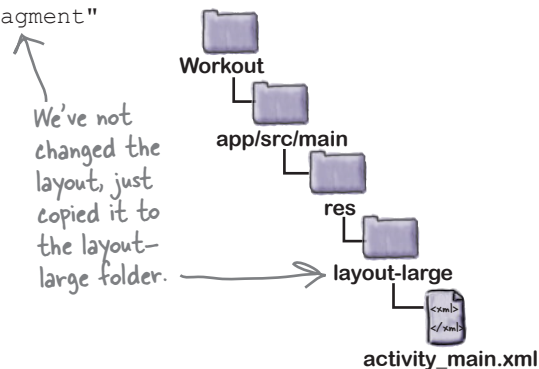 agment"
Workout
We've not
changed the
layout, just
copied it to
the layout-
large folder.
app/src/main
res
layout-large
<xml>
</xml>
activity_main.xml